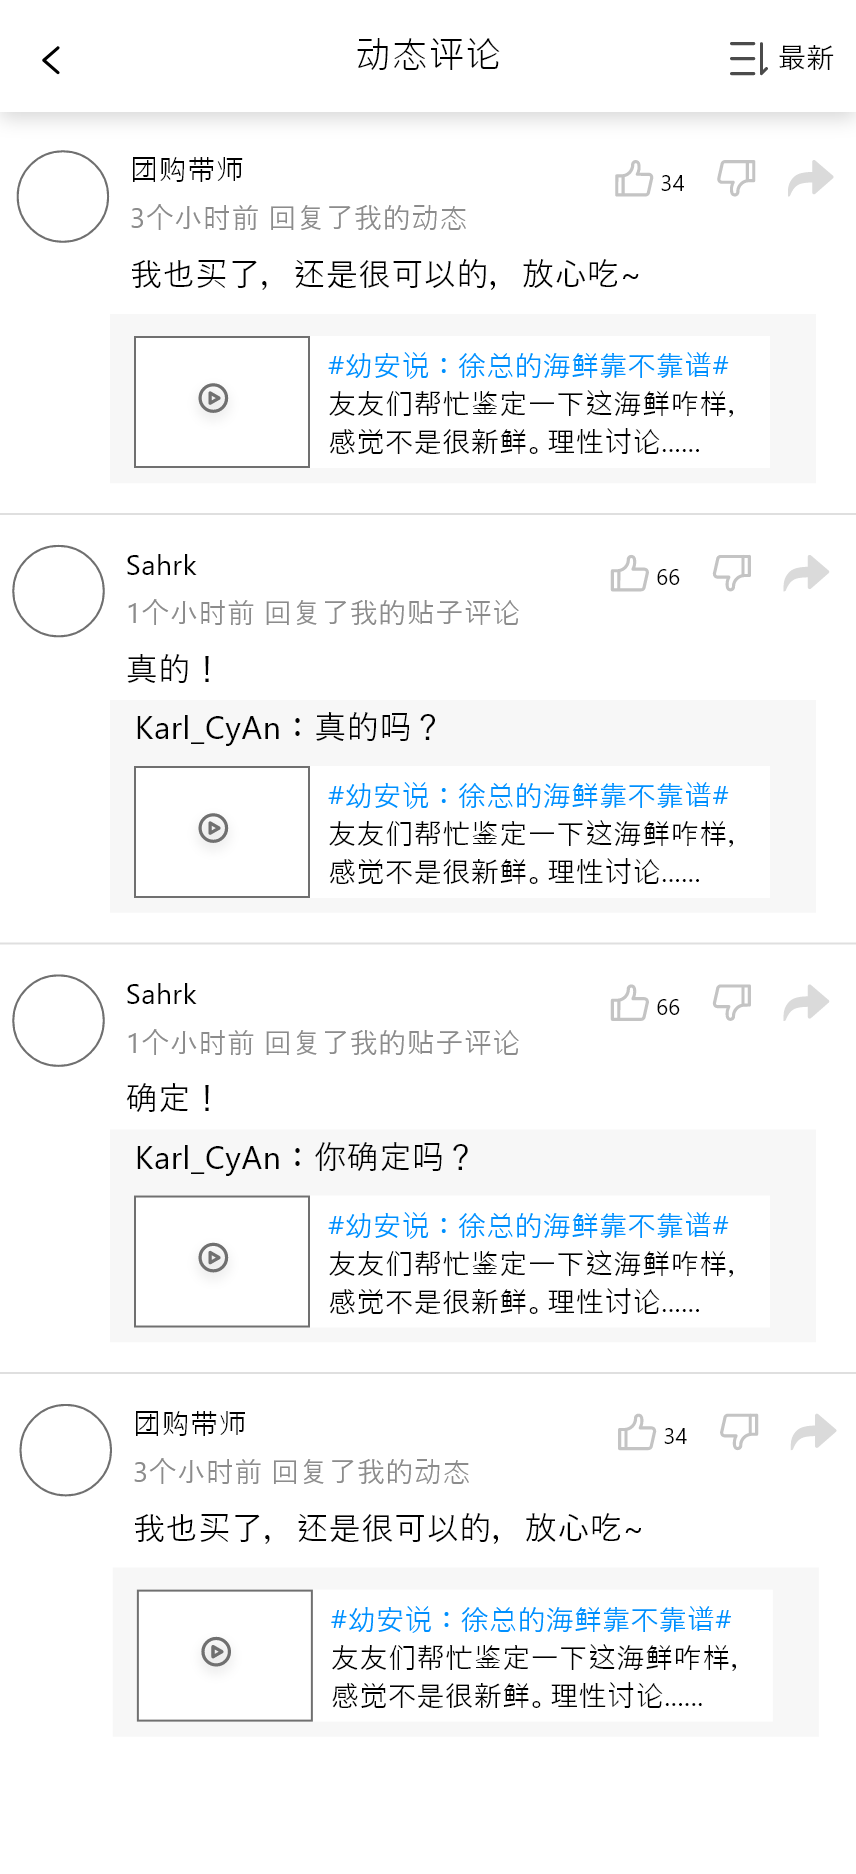 动态评论
最新
团购带师
34
3个小时前 回复了我的动态
我也买了，还是很可以的，放心吃~
#幼安说：徐总的海鲜靠不靠谱#
友友们帮忙鉴定一下这海鲜咋样，
感觉不是很新鲜。理性讨论......
Sahrk
66
1个小时前 回复了我的贴子评论
真的！
Karl_CyAn：真的吗？
#幼安说：徐总的海鲜靠不靠谱#
友友们帮忙鉴定一下这海鲜咋样，
感觉不是很新鲜。理性讨论......
Sahrk
66
1个小时前 回复了我的贴子评论
确定！
Karl_CyAn：你确定吗？
#幼安说：徐总的海鲜靠不靠谱#
友友们帮忙鉴定一下这海鲜咋样，
感觉不是很新鲜。理性讨论......
团购带师
34
3个小时前 回复了我的动态
我也买了，还是很可以的，放心吃~
#幼安说：徐总的海鲜靠不靠谱#
友友们帮忙鉴定一下这海鲜咋样，
感觉不是很新鲜。理性讨论......